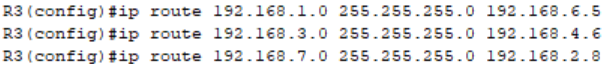 R3(config)#ip route 192.168.1.0 255.255.255.0 192.168.6.5
R3(config)#ip route 192.168.3.0 255.255.255.0 192.168.4.6
R3(config)#ip route 192.168.7.0 255.255.255.0 192.168.2.8